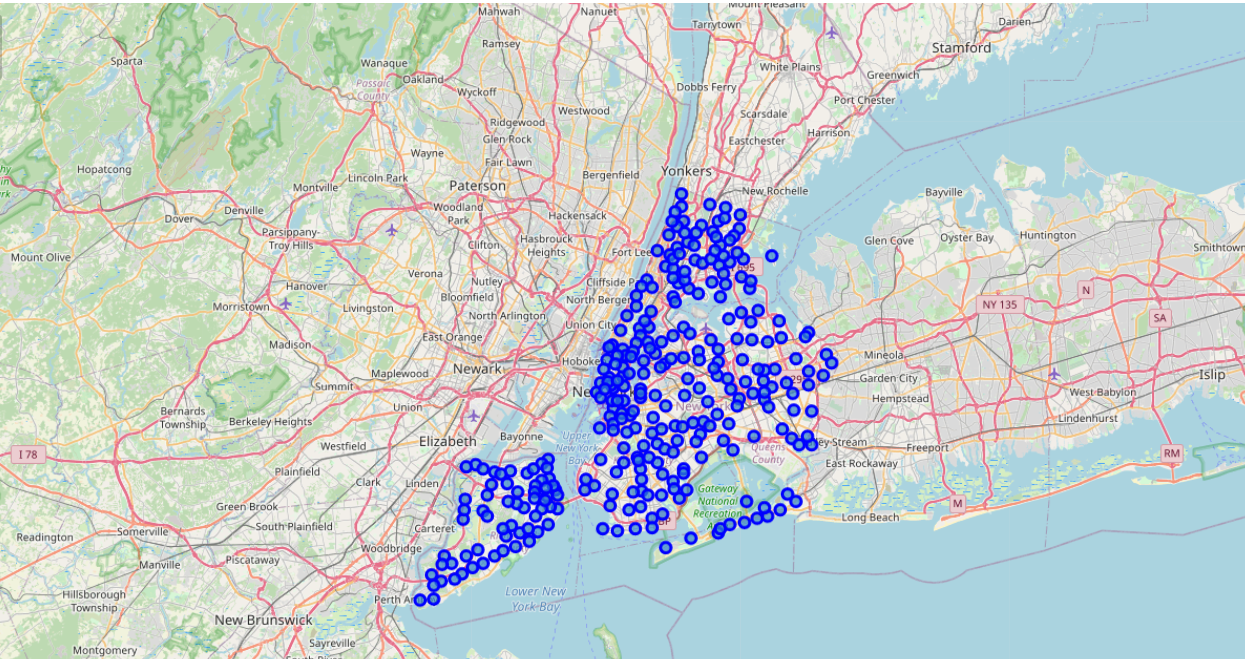 Mahwah
Nanuet
Mount Pleasant
Tarrytown
Darien
Ramsey
Stamford
Sparta
Wanaque
White Plains
Oakland
Greenwich
Passaic
County
Wyckoff
Dobbs Ferry
Port Chester
Westwood
Scarsdale
Ridgewood
Harrison
Glen Rock
Eastchester
Wayne
Fair Lawn
Hopatcong
Bergenfield
Yonkers
Lincoln Park
Montville
Paterson
New Rochelle
Bayville
Woodland
Park
Denville
Hackensack
Dover
Parsippany-
Troy Hills
Hasbrouck
Heights
Glen Cove
Oyster Bay
Huntington
Clifton
Smithtown
Mount Olive
Fort Lee
Verona
Nutley
Cliffside P
Hanover
Bloomfield
N
Morristown
Livingston
North Bergen
NY 135
North Arlington
Union City
SA
East Orange
Madison
Mineola
Hoboke
Newark
Maplewood
Garden City
Islip
Summit
West Babylon
Hempstead
Union
Bernards
Township
Berkeley Heights
Lindenhurst
Bayonne
Upper
New York
Bay
Elizabeth
ey Stream
Freeport
Westfield
Queens
County
I 78
RM
East Rockaway
Plainfield
Clark
Linden
Gateway
National
Recreation
Green Brook
M
Long Beach
South Plainfield
Carteret
Somerville
Readington
Woodbridge
Piscataway
Manville
Hillsborough
Township
Perth A
Lower New
York Bay
New Brunswick
Sayreville
Montgomery
South River